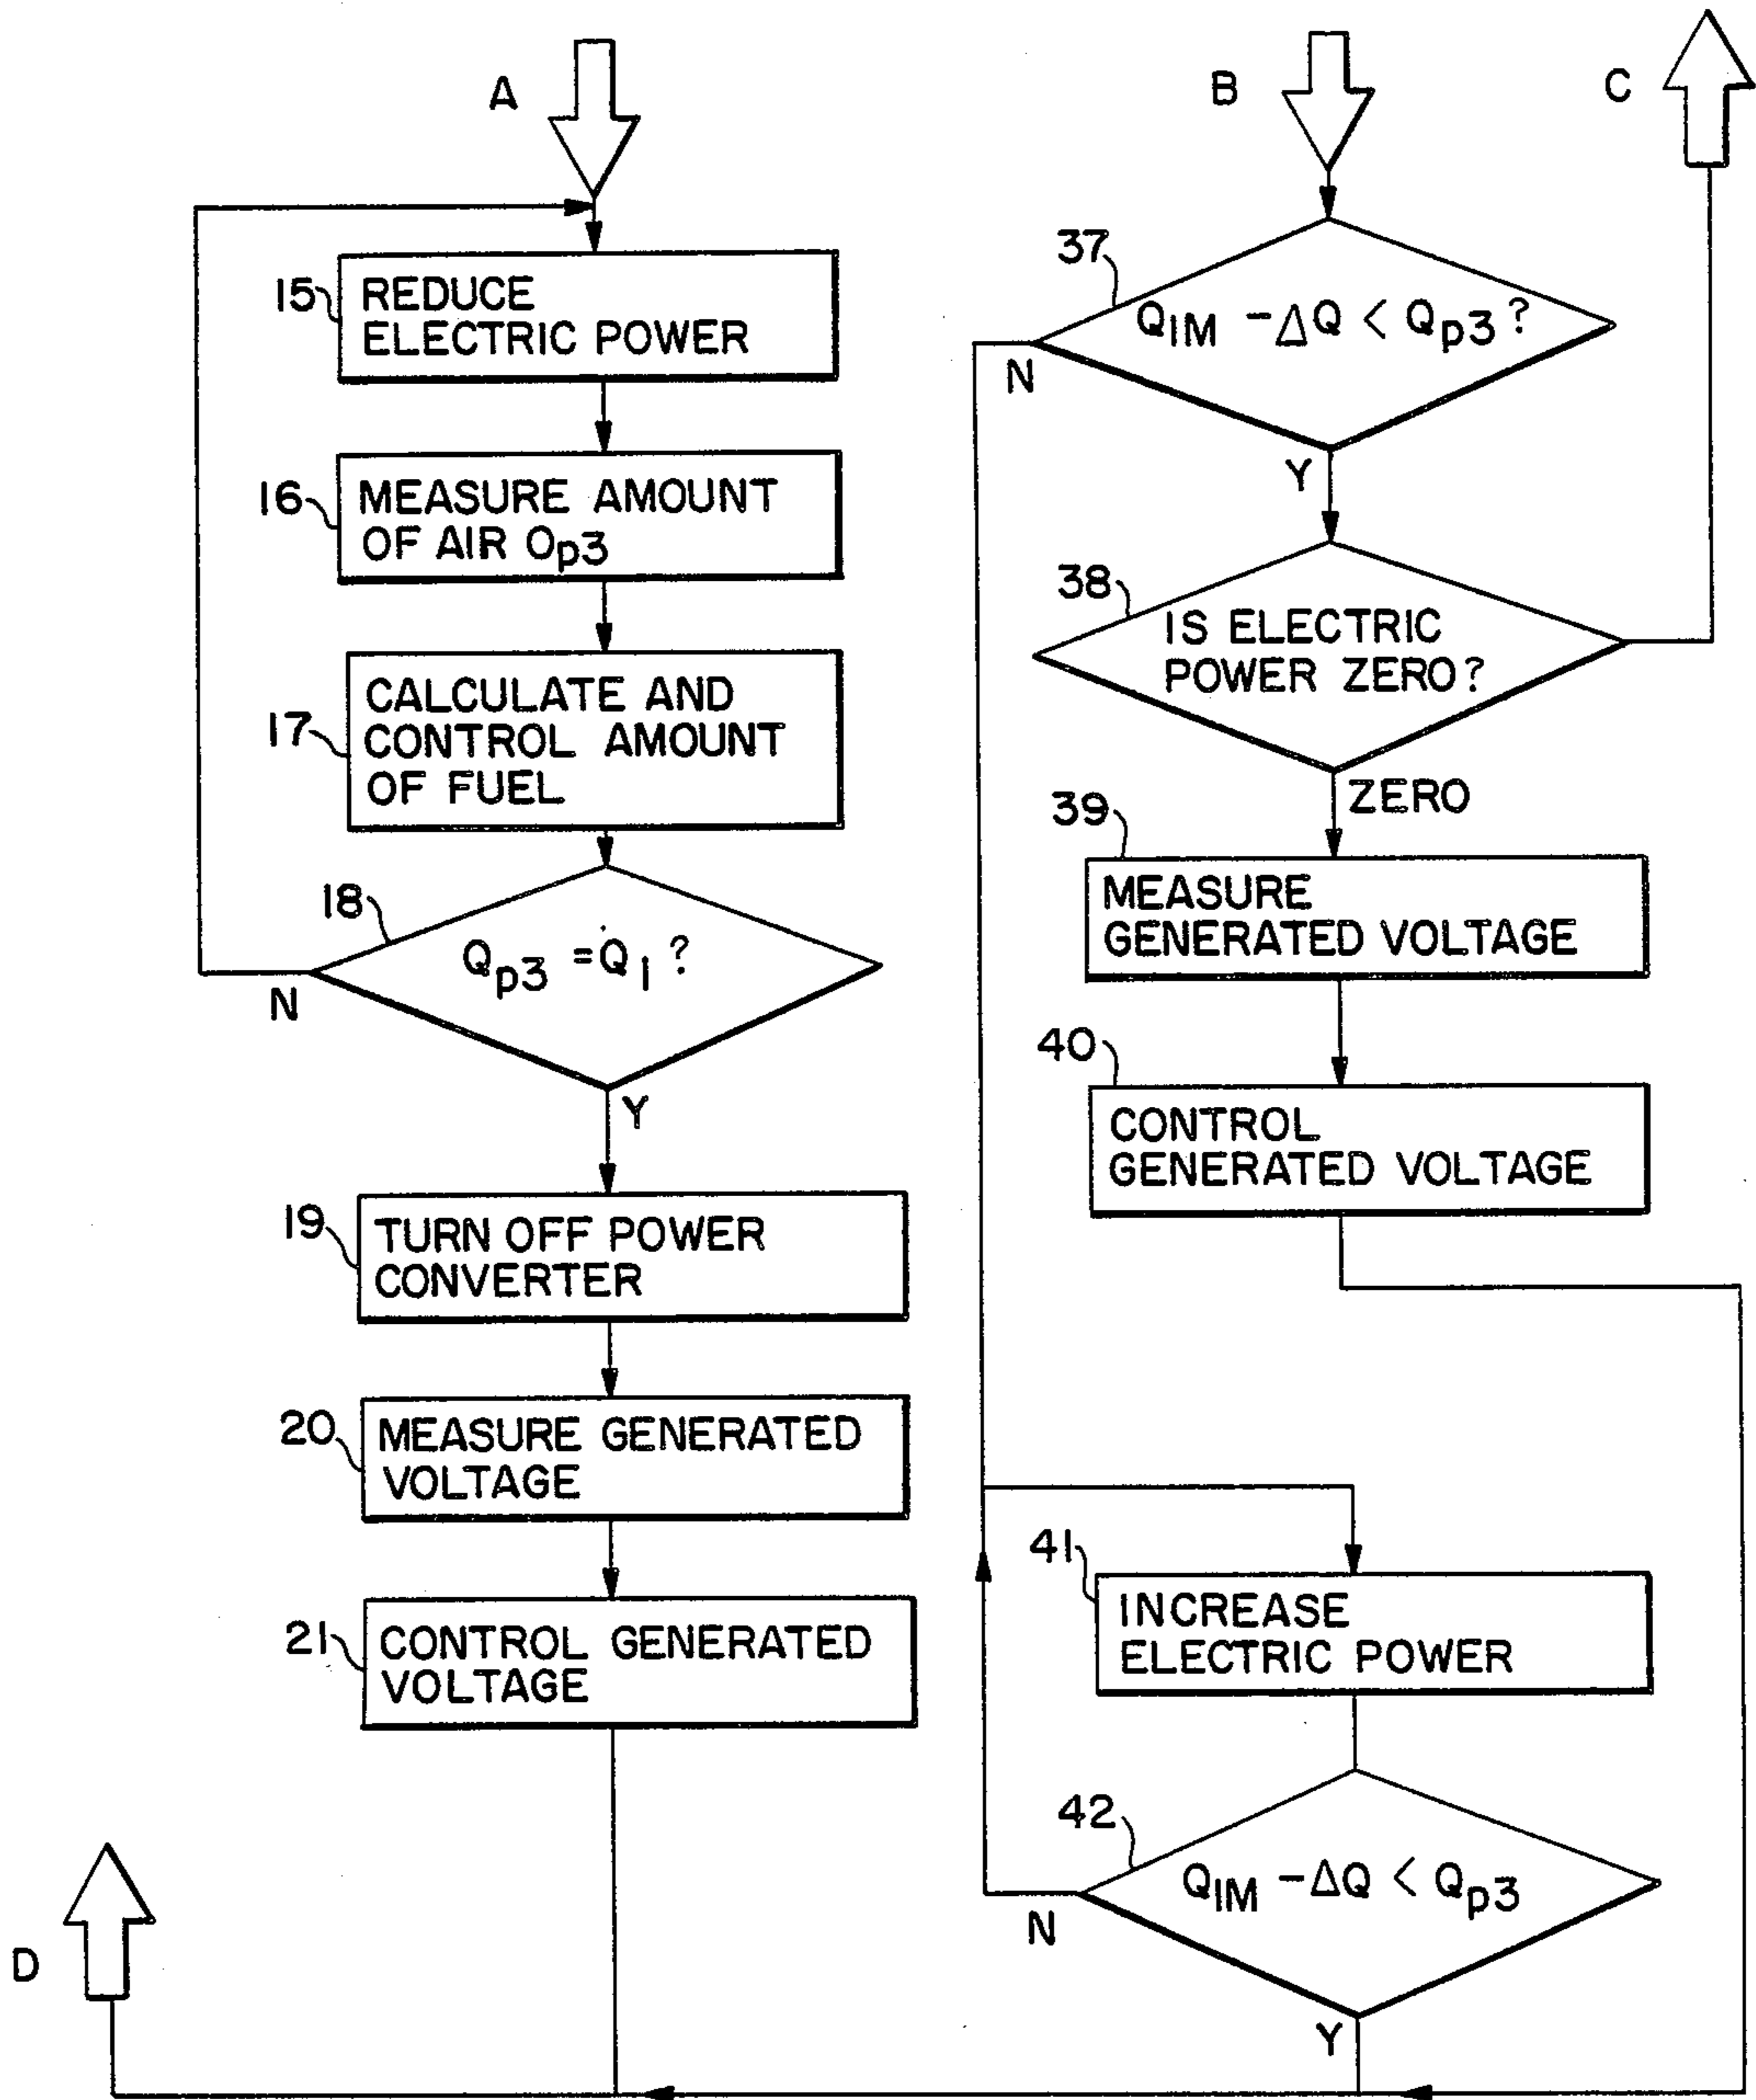 A
15 REDUCE
ELECTRIC POWER
16 MEASURE AMOUNT
OF AIR Op3
17 CALCULATE AND
CONTROL AMOUNT
OF FUEL
18 Qp3 = Q1 ?
N
Y
19 TURN OFF POWER
CONVERTER
20 MEASURE GENERATED
VOLTAGE
21 CONTROL GENERATED
VOLTAGE
D
B
C
37 QIM - ΔQ < Qp3 ?
N
Y
38 IS ELECTRIC
POWER ZERO?
ZERO
39 MEASURE
GENERATED VOLTAGE
40 CONTROL
GENERATED VOLTAGE
41 INCREASE
ELECTRIC POWER
42 QIM - ΔQ < Qp3
N
Y